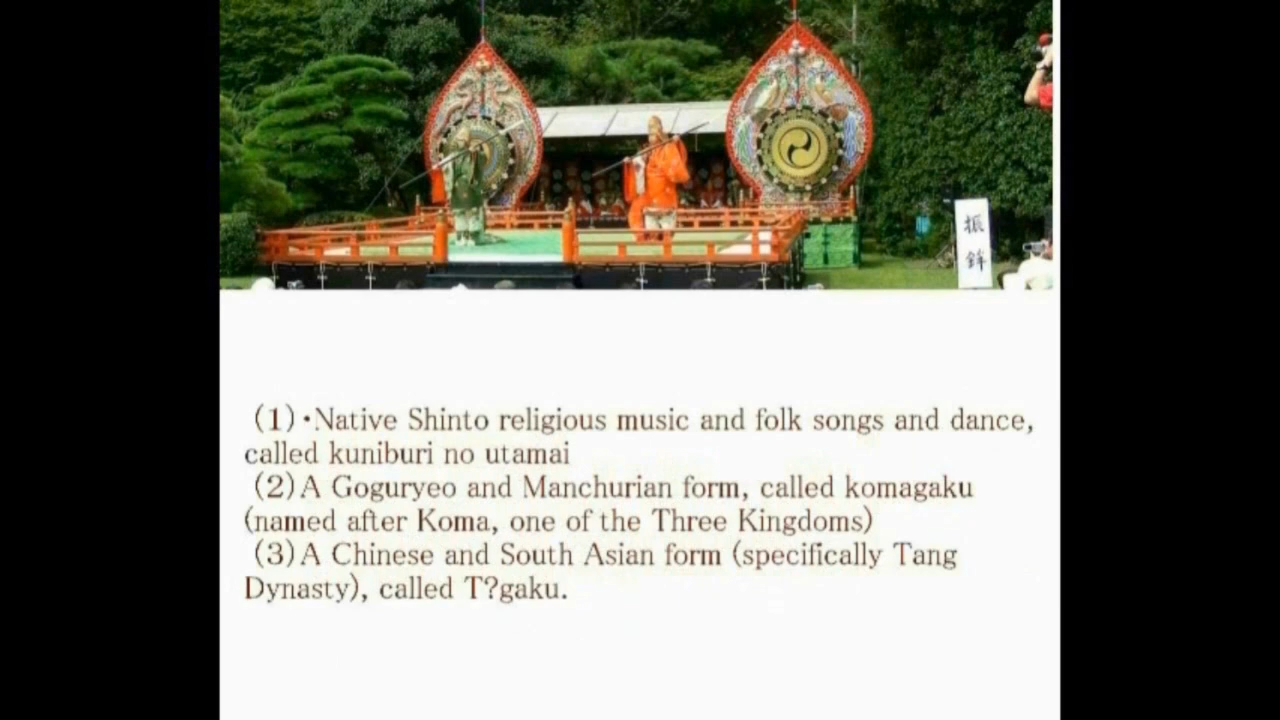 振
鉾
(1)・Native Shinto religious music and folk songs and dance,
called kuniburi no utamai
(2)A Goguryeo and Manchurian form, called komagaku
(named after Koma, one of the Three Kingdoms)
(3)A Chinese and South Asian form (specifically Tang
Dynasty), called T?gaku.